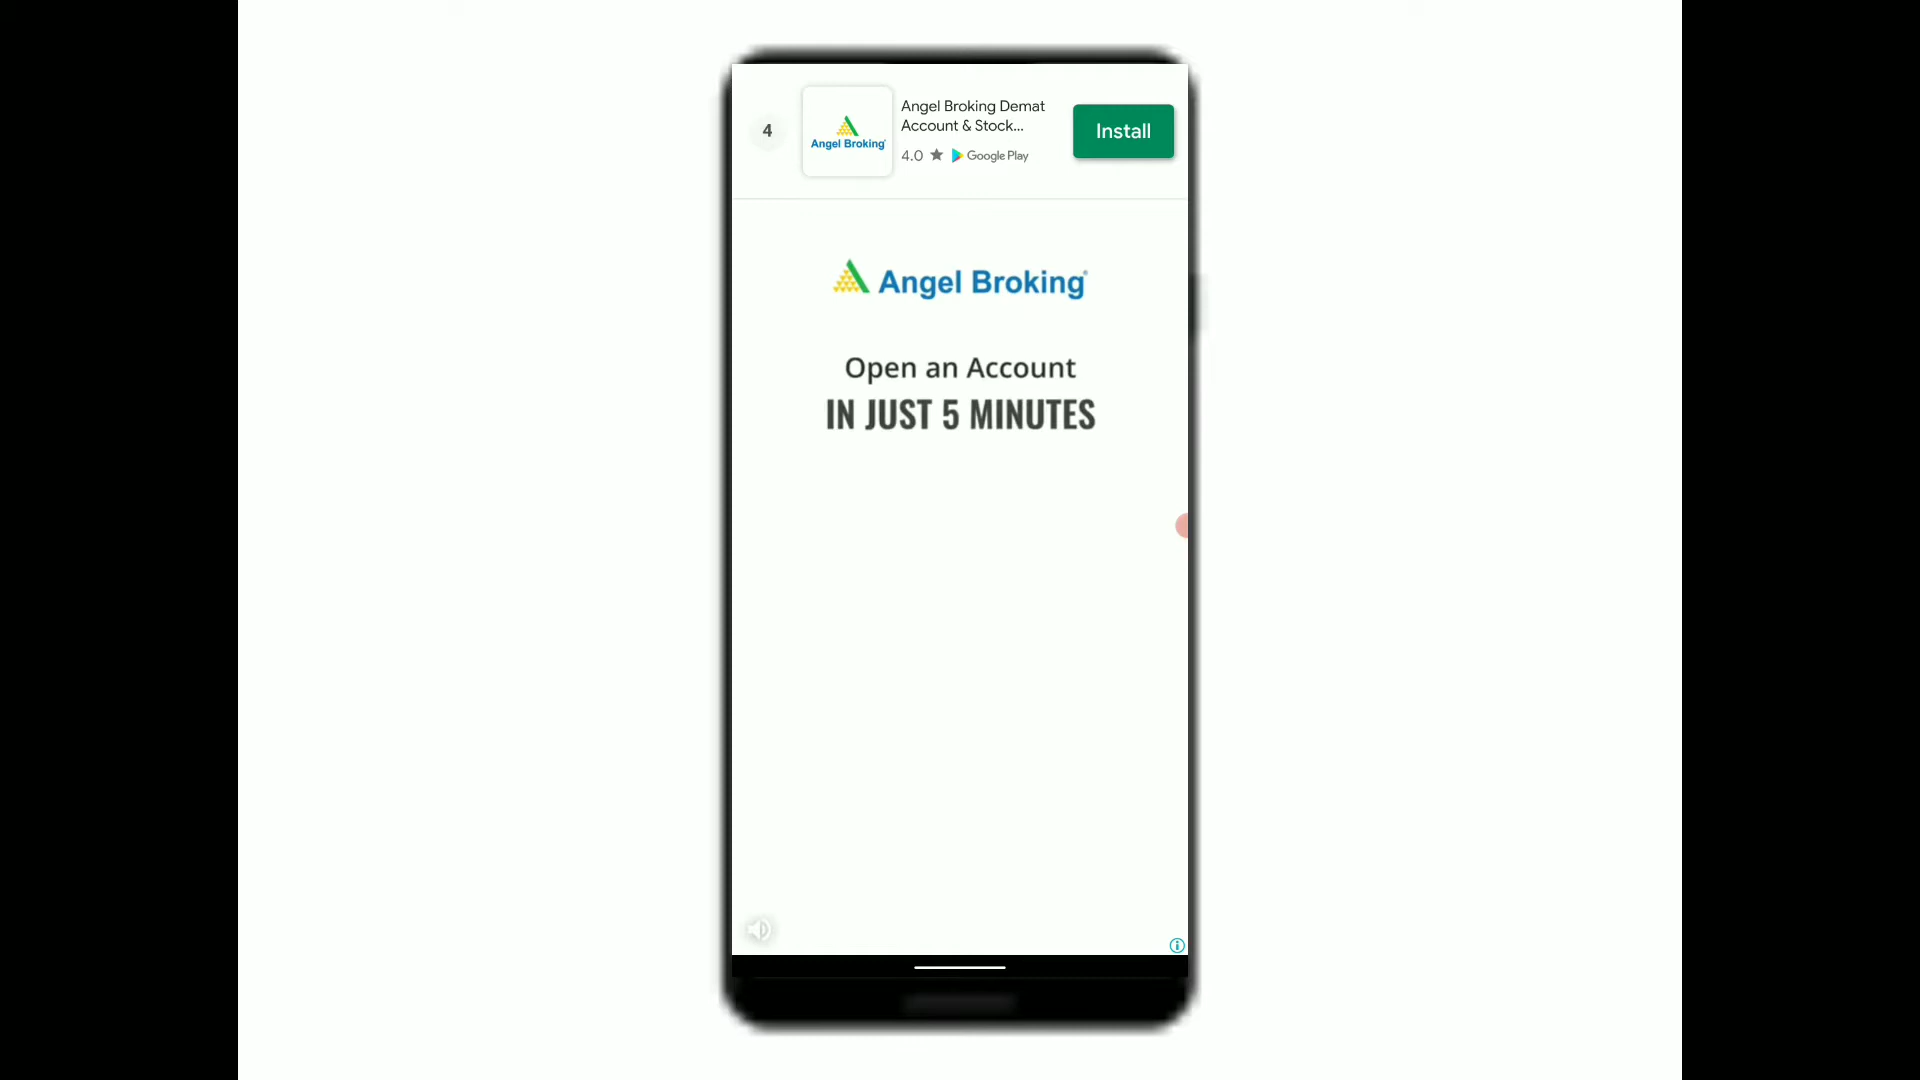 4
Angel Broking
Angel Broking Demat
Account & Stock...
4.0 ★ Google Play
Install
Angel Broking
Open an Account
IN JUST 5 MINUTES